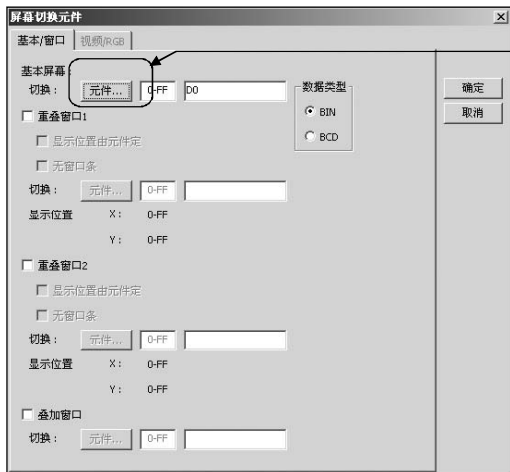 屏幕切换元件
基本/窗口 视频/RGB
基本屏幕:
切换: 元件... 0-FF D0
数据类型
BIN
BCD
确定
取消
重叠窗口1
显示位置由元件定
无窗口条
切换: 元件... 0-FF
显示位置 X: 0-FF
Y: 0-FF
重叠窗口2
显示位置由元件定
无窗口条
切换: 元件... 0-FF
显示位置 X: 0-FF
Y: 0-FF
叠加窗口
切换: 元件... 0-FF